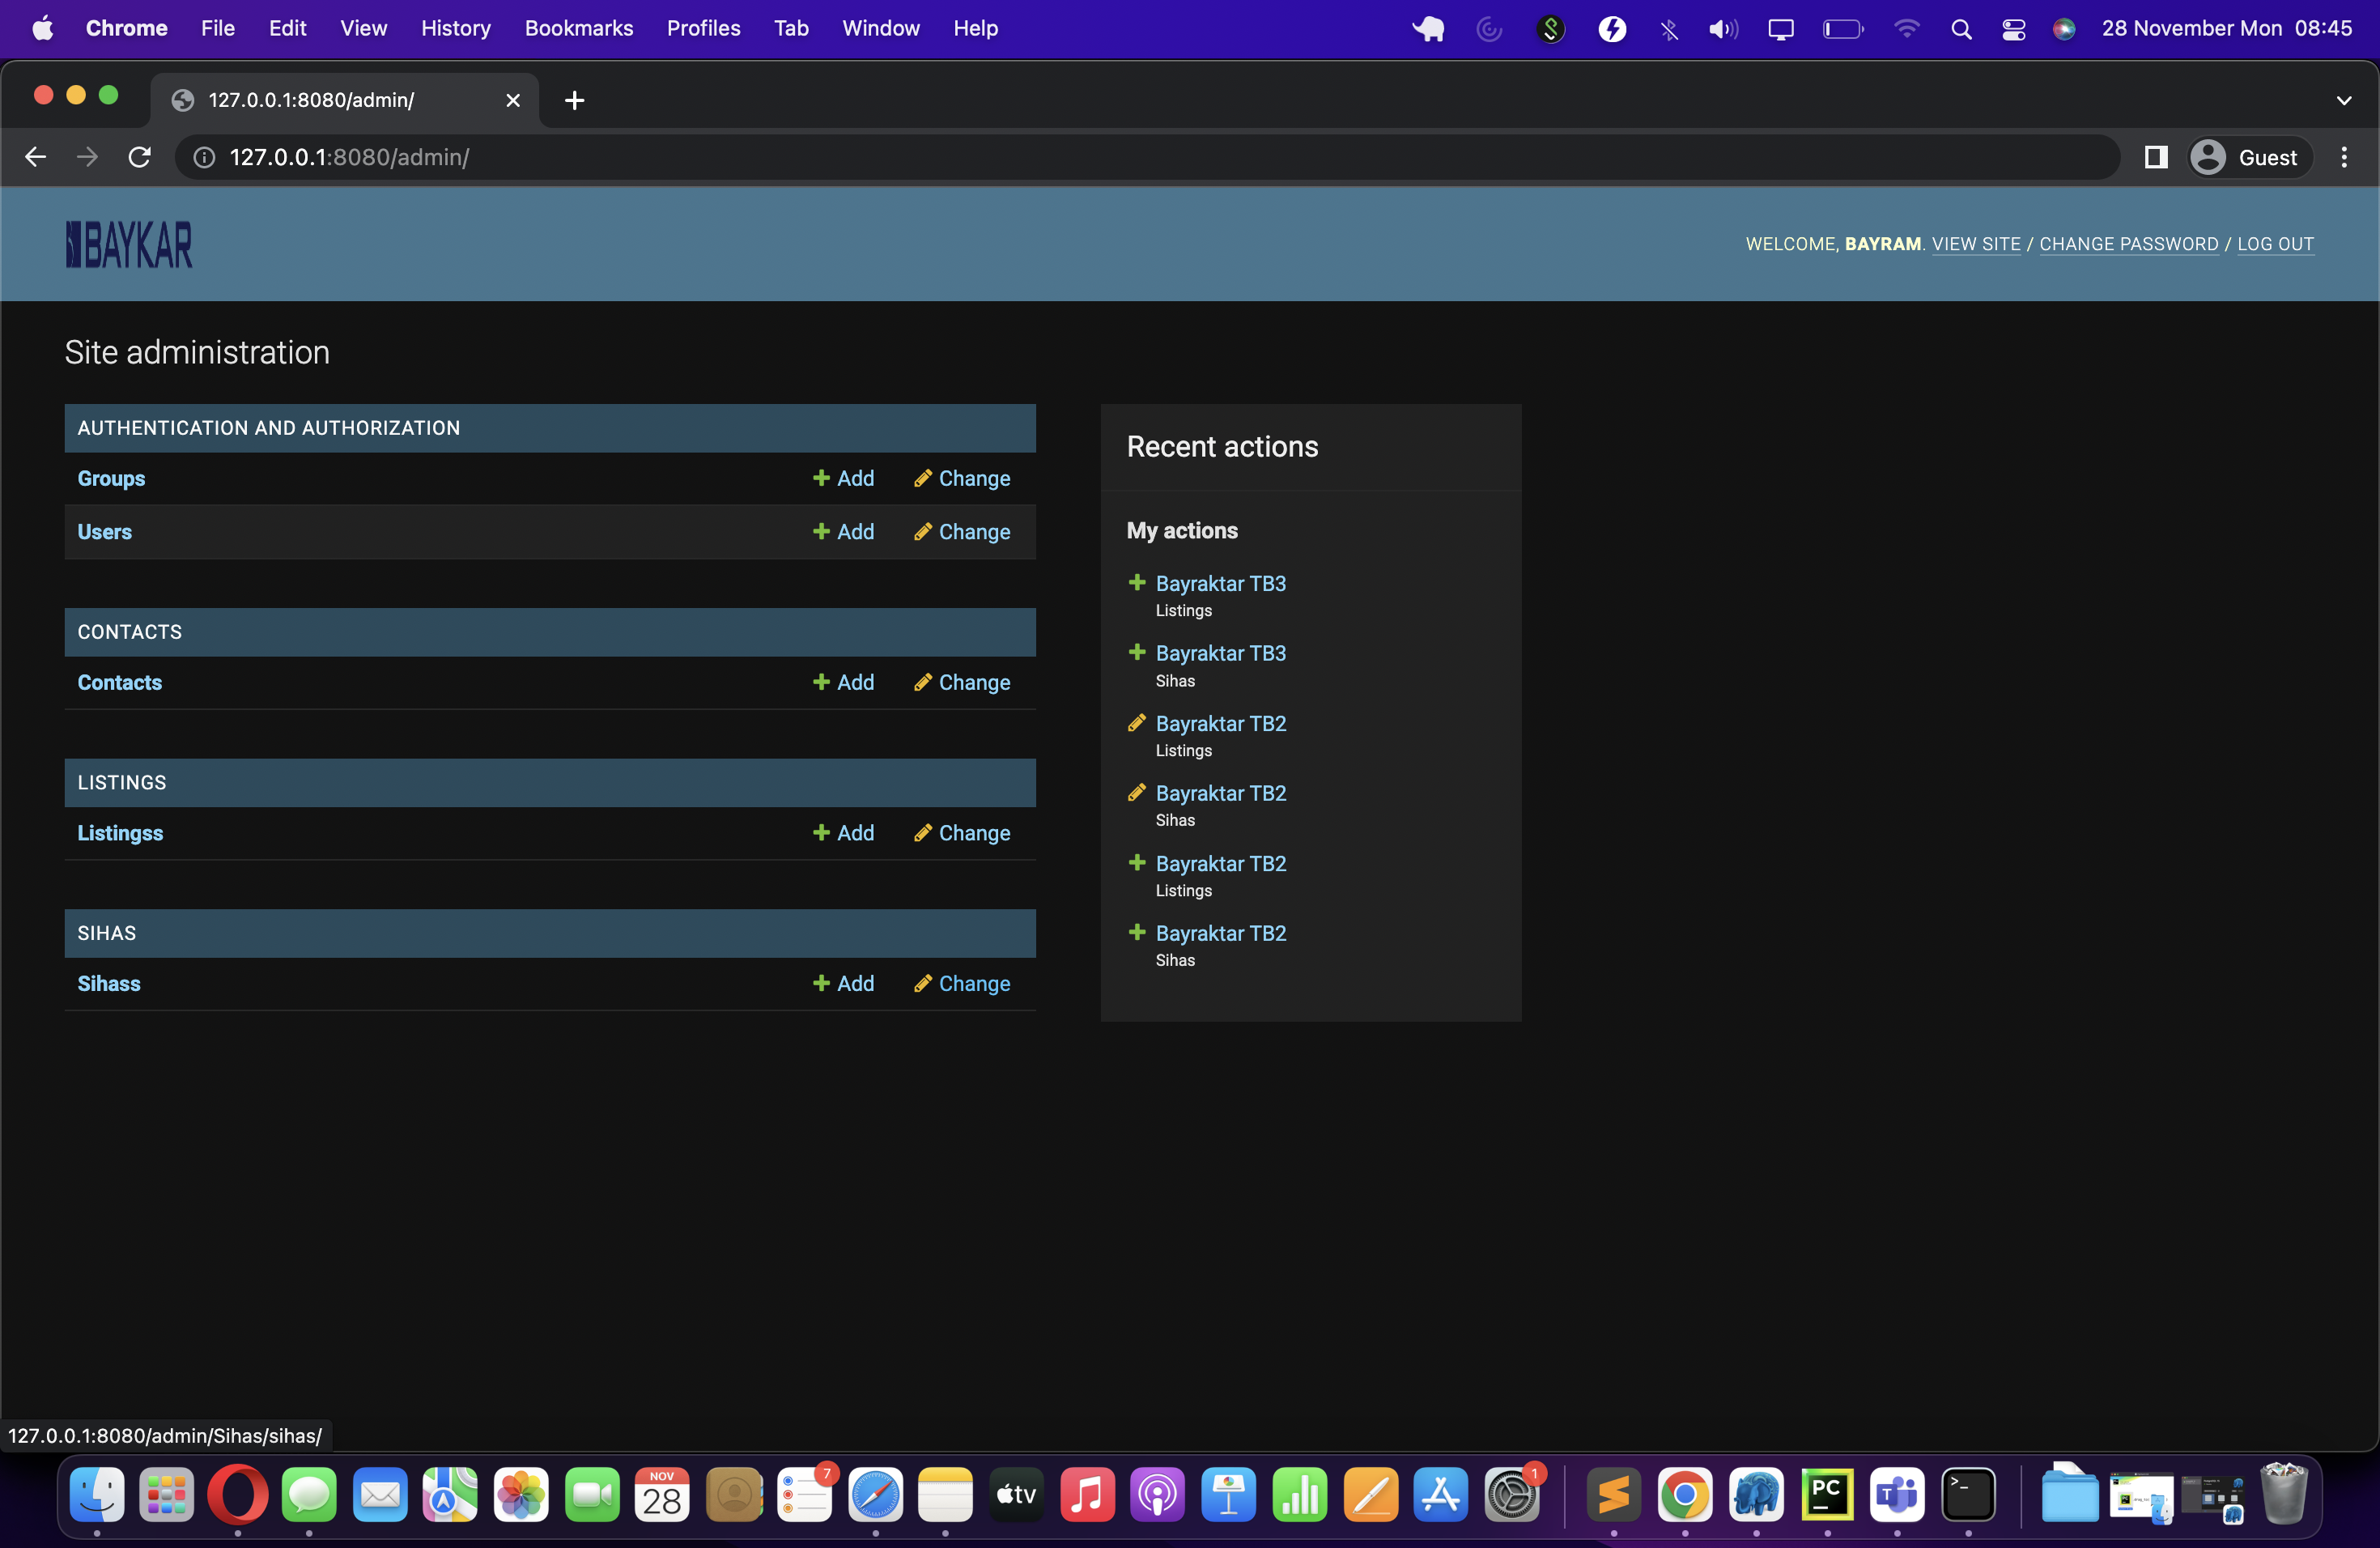 Chrome File Edit View History Bookmarks Profiles Tab Window Help 28 November Mon 08:45
127.0.0.1:8080/admin/
127.0.0.1:8080/admin/ Guest
BAYKAR WELCOME, BAYRAM. VIEW SITE / CHANGE PASSWORD / LOG OUT
Site administration
AUTHENTICATION AND AUTHORIZATION
Groups Add Change
Users Add Change
CONTACTS
Contacts Add Change
LISTINGS
Listingss Add Change
SIHAS
Sihass Add Change
Recent actions
My actions
Bayraktar TB3
Listings
Bayraktar TB3
Sihas
Bayraktar TB2
Listings
Bayraktar TB2
Sihas
Bayraktar TB2
Listings
Bayraktar TB2
Sihas
127.0.0.1:8080/admin/Sihas/sihas/
NOV
28
7
tv
1
PC
T
>_